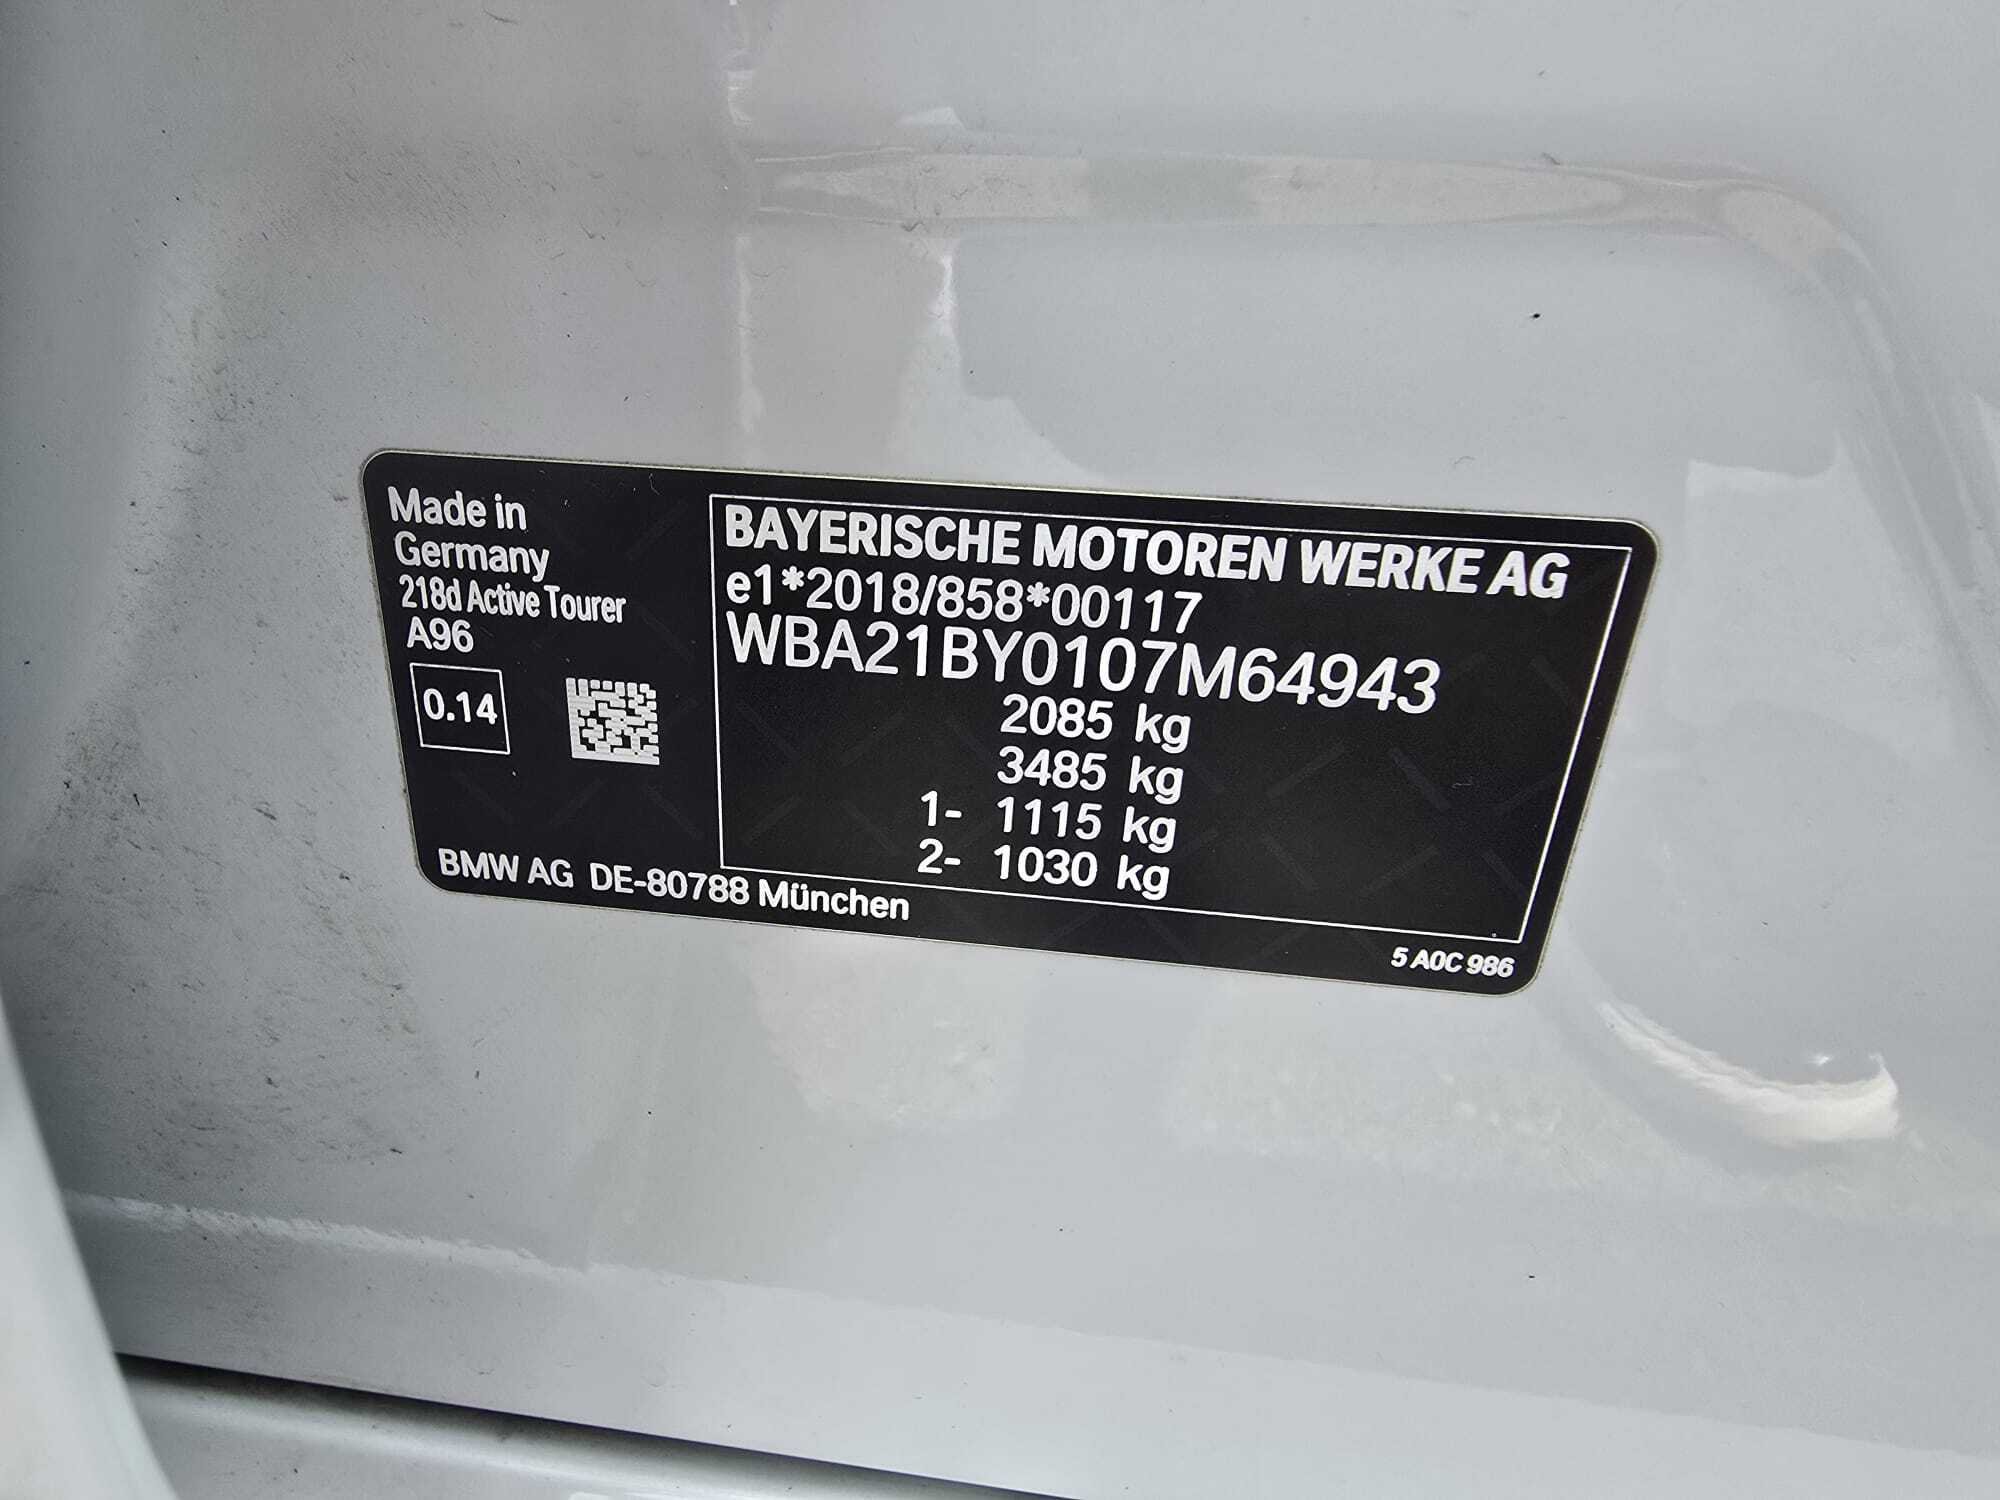 Made in
Germany
218d Active Tourer
A96
0.14
BAYERISCHE MOTOREN WERKE AG
e1*2018/858*00117
WBA21BY0107M64943
2085 kg
3485 kg
1- 1115 kg
2- 1030 kg
BMW AG DE-80788 München
5 A0C 986